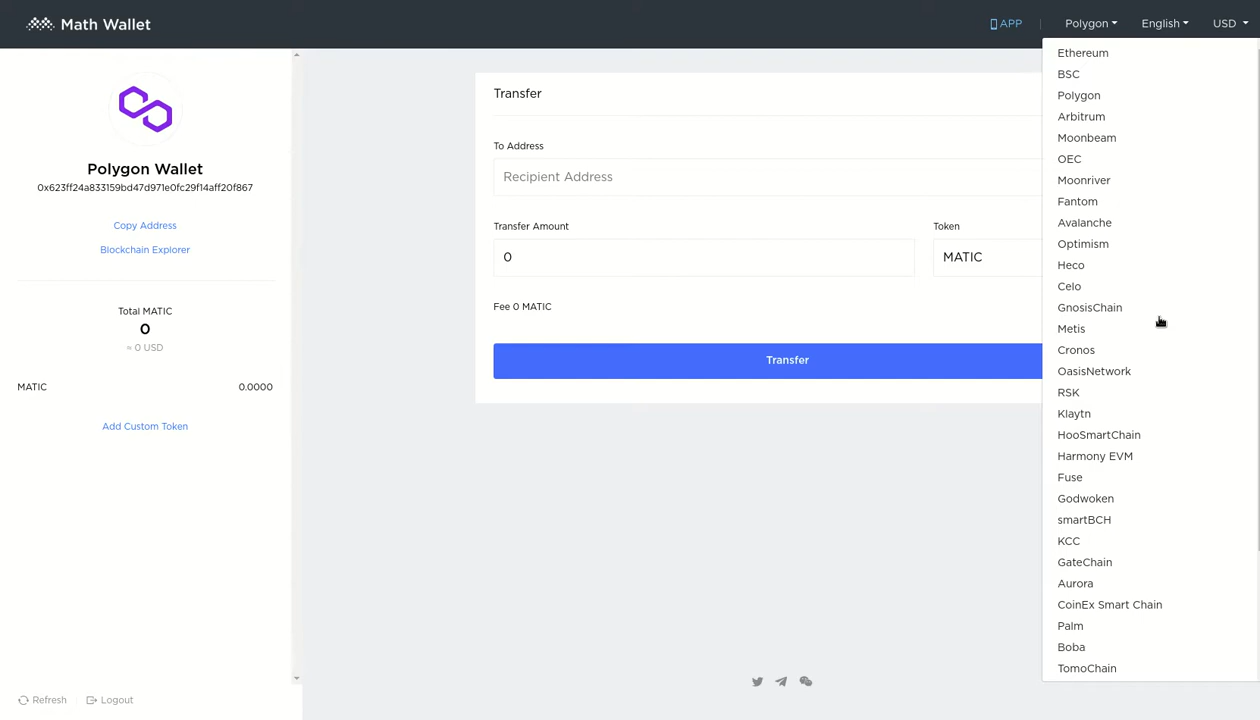 Math Wallet
APP | Polygon English USD
Polygon Wallet
0x623ff24a833159bd47d971e0fc29f14aff20f867
Copy Address
Blockchain Explorer
Total MATIC
0
≈ 0 USD
MATIC 0.0000
Add Custom Token
Refresh Logout
Transfer
To Address
Recipient Address
Transfer Amount Token
0 MATIC
Fee 0 MATIC
Transfer
Ethereum
BSC
Polygon
Arbitrum
Moonbeam
OEC
Moonriver
Fantom
Avalanche
Optimism
Heco
Celo
GnosisChain
Metis
Cronos
OasisNetwork
RSK
Klaytn
HooSmartChain
Harmony EVM
Fuse
Godwoken
smartBCH
KCC
GateChain
Aurora
CoinEx Smart Chain
Palm
Boba
TomoChain